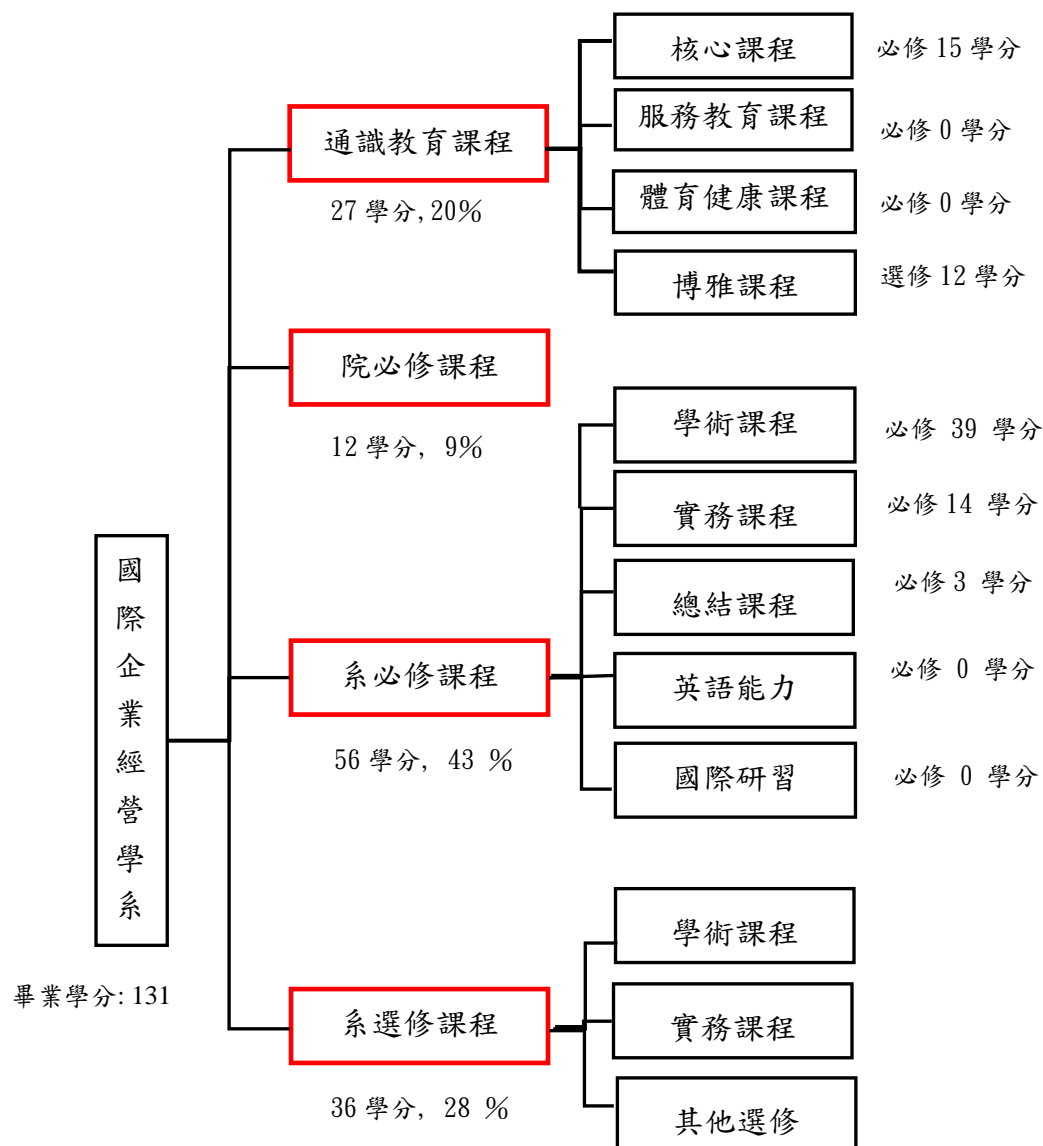 國際企業經營學系
畢業學分: 131
通識教育課程
27 學分, 20%
核心課程
必修 15 學分
服務教育課程
必修 0 學分
體育健康課程
必修 0 學分
博雅課程
選修 12 學分
院必修課程
12 學分, 9%
系必修課程
56 學分, 43 %
學術課程
必修 39 學分
實務課程
必修 14 學分
總結課程
必修 3 學分
英語能力
必修 0 學分
國際研習
必修 0 學分
系選修課程
36 學分, 28 %
學術課程
實務課程
其他選修